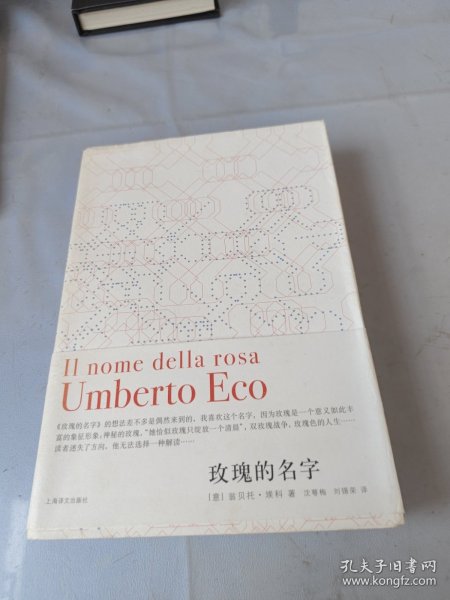 Il nome della rosa
Umberto Eco
《玫瑰的名字》的想法差不多是偶然来到的，我喜欢这个名字，因为玫瑰是一个意义如此丰
富的象征形象：神秘的玫瑰，“她恰似玫瑰只绽放一个清晨”，双玫瑰战争，玫瑰色的人生……
读者迷失了方向，他无法选择一种解读……
玫瑰的名字
上海译文出版社
［意］翁贝托·埃科 著 沈萼梅 刘锡荣 译
孔夫子旧书网
www.kongfz.com